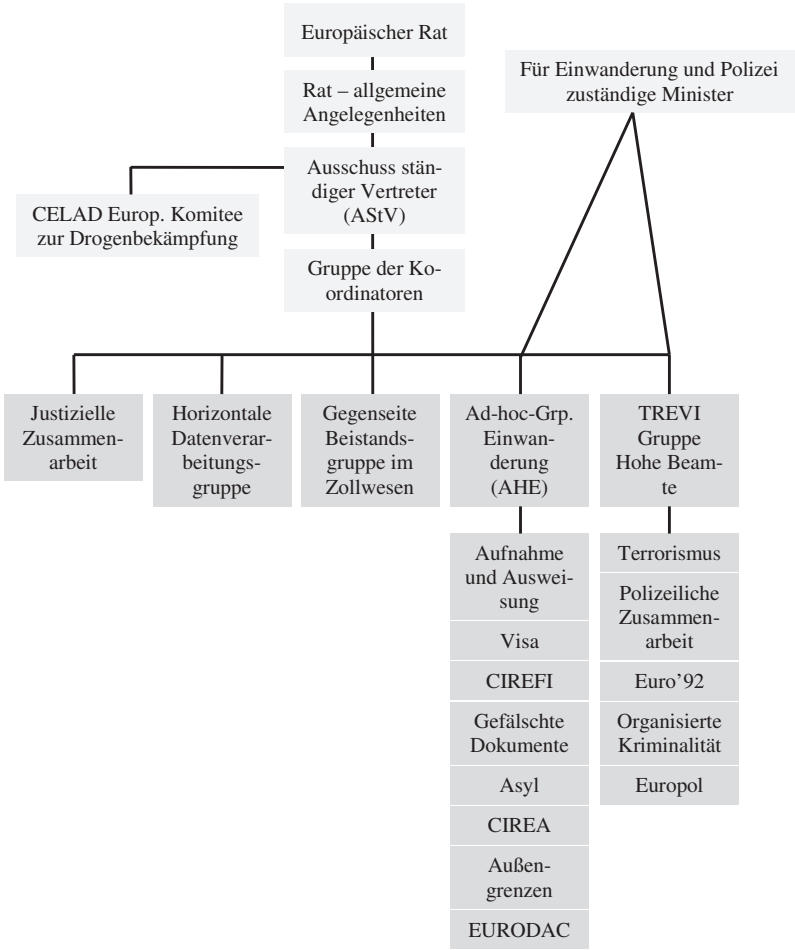 Europäischer Rat
Für Einwanderung und Polizei
zuständige Minister
Rat – allgemeine
Angelegenheiten
Ausschuss stän-
diger Vertreter
(AStV)
CELAD Europ. Komitee
zur Drogenbekämpfung
Gruppe der Ko-
ordinatoren
Justizielle
Zusammen-
arbeit
Horizontale
Datenverar-
beitungs-
gruppe
Gegenseite
Beistands-
gruppe im
Zollwesen
Ad-hoc-Grp.
Einwan-
derung
(AHE)
TREVI
Gruppe
Hohe Beam-
te
Aufnahme
und Auswei-
sung
Visa
CIREFI
Gefälschte
Dokumente
Asyl
CIREA
Außen-
grenzen
EURODAC
Terrorismus
Polizeiliche
Zusammen-
arbeit
Euro’92
Organisierte
Kriminalität
Europol